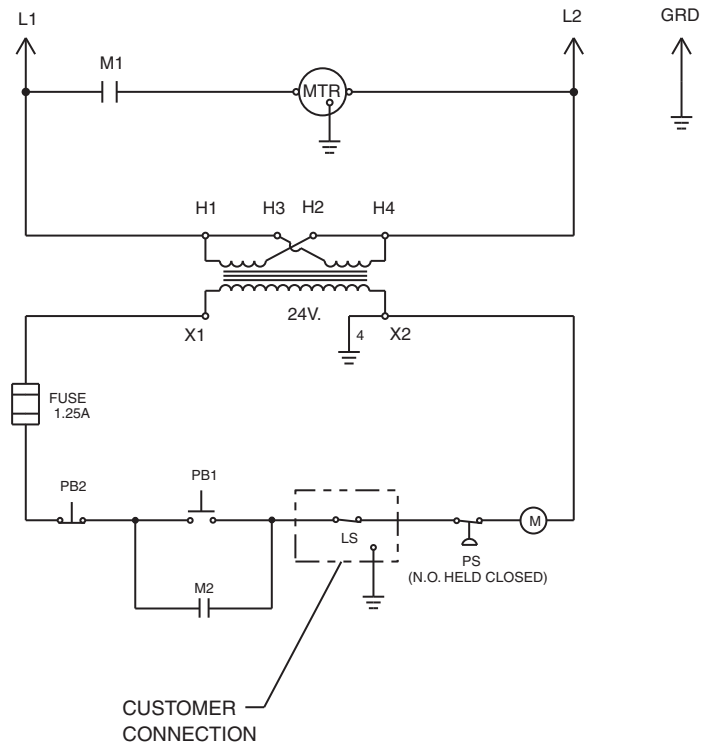 L1
L2
GRD
M1
MTR
H1
H3
H2
H4
24V.
X1
4
X2
FUSE
1.25A
PB2
PB1
LS
M
PS
(N.O. HELD CLOSED)
M2
CUSTOMER
CONNECTION